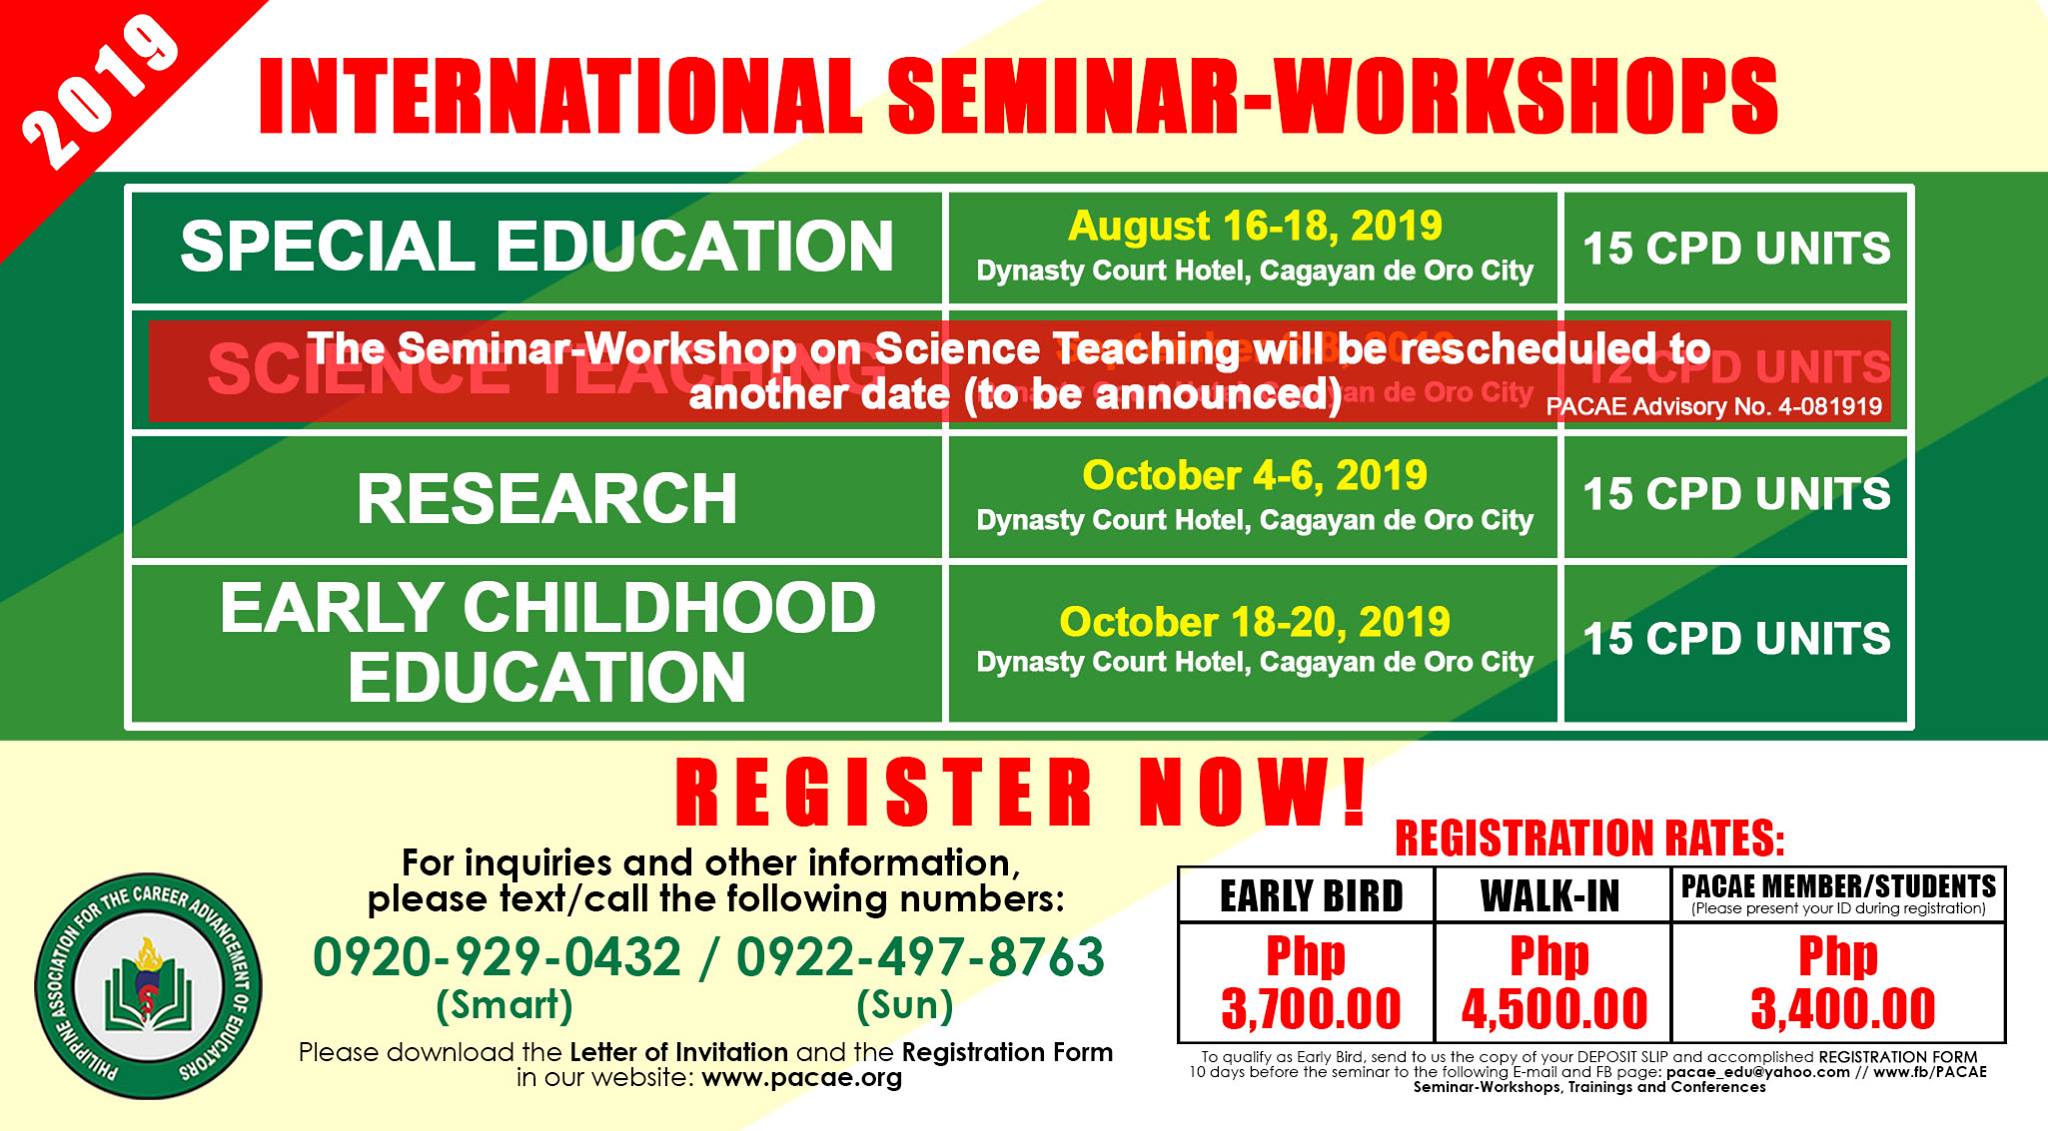 2019
INTERNATIONAL SEMINAR-WORKSHOPS
SPECIAL EDUCATION
August 16-18, 2019
Dynasty Court Hotel, Cagayan de Oro City
15 CPD UNITS
SCIENCE TEACHING
12 CPD UNITS
The Seminar-Workshop on Science Teaching will be rescheduled to
another date (to be announced)
PACAE Advisory No. 4-081919
RESEARCH
October 4-6, 2019
Dynasty Court Hotel, Cagayan de Oro City
15 CPD UNITS
EARLY CHILDHOOD
EDUCATION
October 18-20, 2019
Dynasty Court Hotel, Cagayan de Oro City
15 CPD UNITS
REGISTER NOW!
For inquiries and other information,
please text/call the following numbers:
0920-929-0432 / 0922-497-8763
(Smart) (Sun)
Please download the Letter of Invitation and the Registration Form
in our website: www.pacae.org
PHILIPPINE ASSOCIATION FOR THE CAREER ADVANCEMENT OF EDUCATORS
REGISTRATION RATES:
EARLY BIRD
Php
3,700.00
WALK-IN
Php
4,500.00
PACAE MEMBER/STUDENTS
(Please present your ID during registration)
Php
3,400.00
To qualify as Early Bird, send to us the copy of your DEPOSIT SLIP and accomplished REGISTRATION FORM
10 days before the seminar to the following E-mail and FB page: pacae_edu@yahoo.com // www.fb/PACAE
Seminar-Workshops, Trainings and Conferences